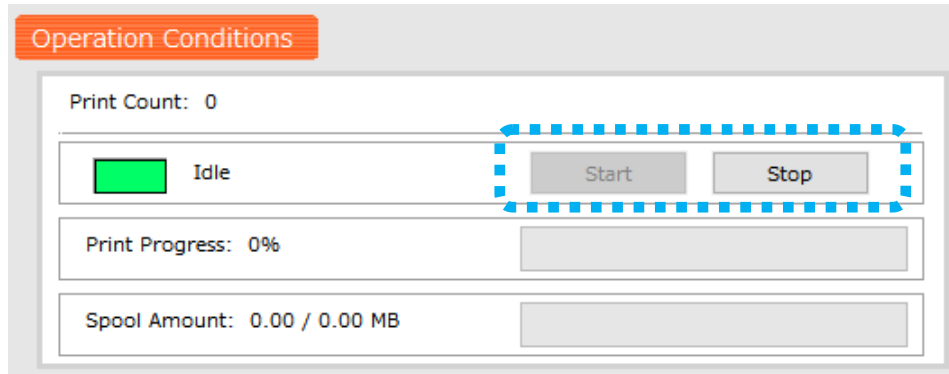 Operation Conditions
Print Count: 0
Idle Start Stop
Print Progress: 0%
Spool Amount: 0.00 / 0.00 MB